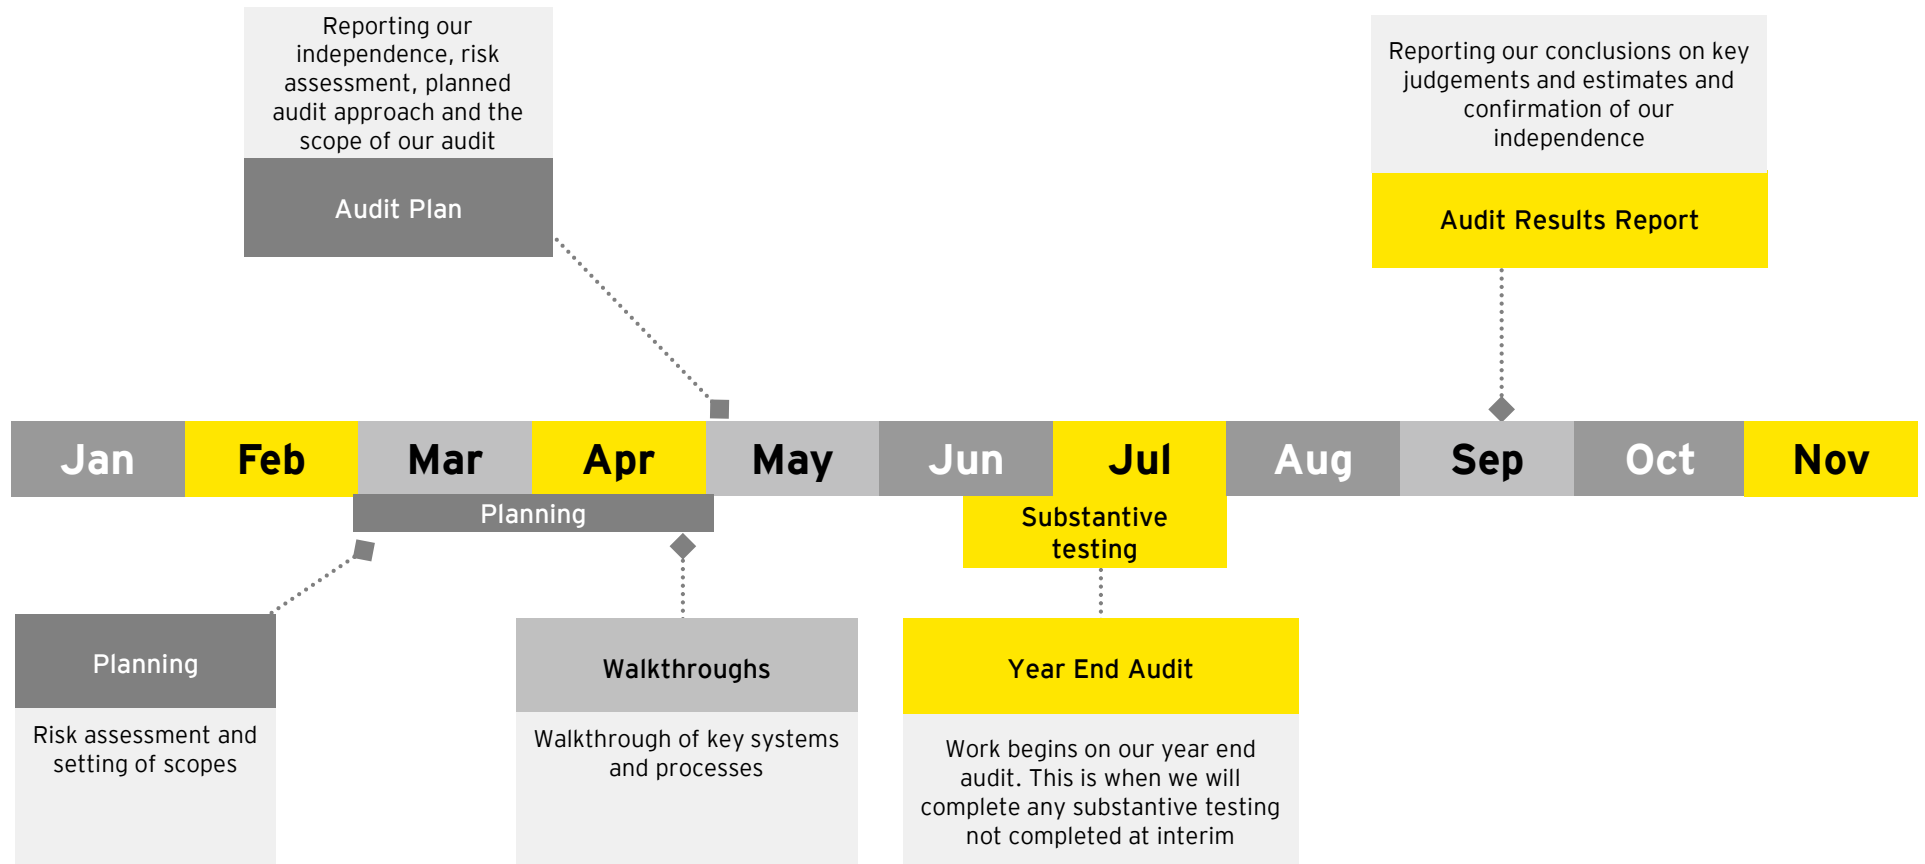 Reporting our
independence, risk
assessment, planned
audit approach and the
scope of our audit
Audit Plan
Reporting our conclusions on key
judgements and estimates and
confirmation of our
independence
Audit Results Report
Jan Feb Mar Apr May Jun Jul Aug Sep Oct Nov
Planning
Substantive
testing
Planning
Risk assessment and
setting of scopes
Walkthroughs
Walkthrough of key systems
and processes
Year End Audit
Work begins on our year end
audit. This is when we will
complete any substantive testing
not completed at interim